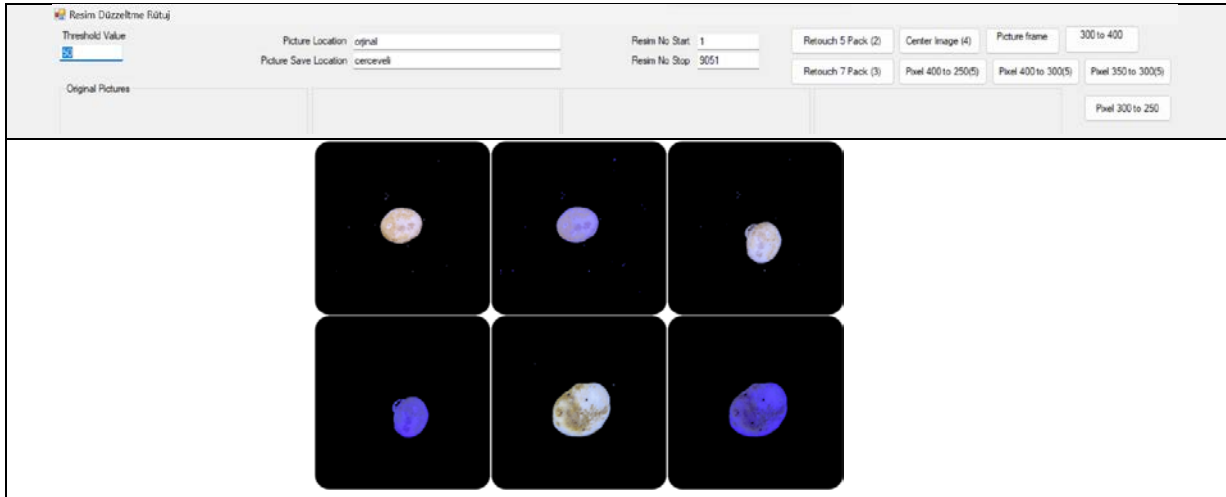 Resim Düzzeltme Rütuj
Threshold Value
50
Picture Location orjinal
Picture Save Location cerceveli
Resim No Start 1
Resim No Stop 9051
Retouch 5 Pack (2) Center Image (4) Picture frame 300 to 400
Retouch 7 Pack (3) Pixel 400 to 250(5) Pixel 400 to 300(5) Pixel 350 to 300(5)
Original Pictures
Pixel 300 to 250